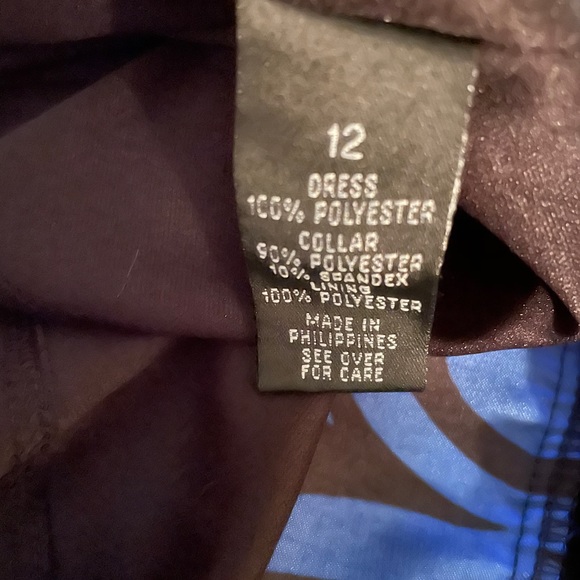 12
DRESS
100% POLYESTER
COLLAR
90% POLYESTER
10% SPANDEX
LINING
100% POLYESTER
MADE IN
PHILIPPINES
SEE OVER
FOR CARE